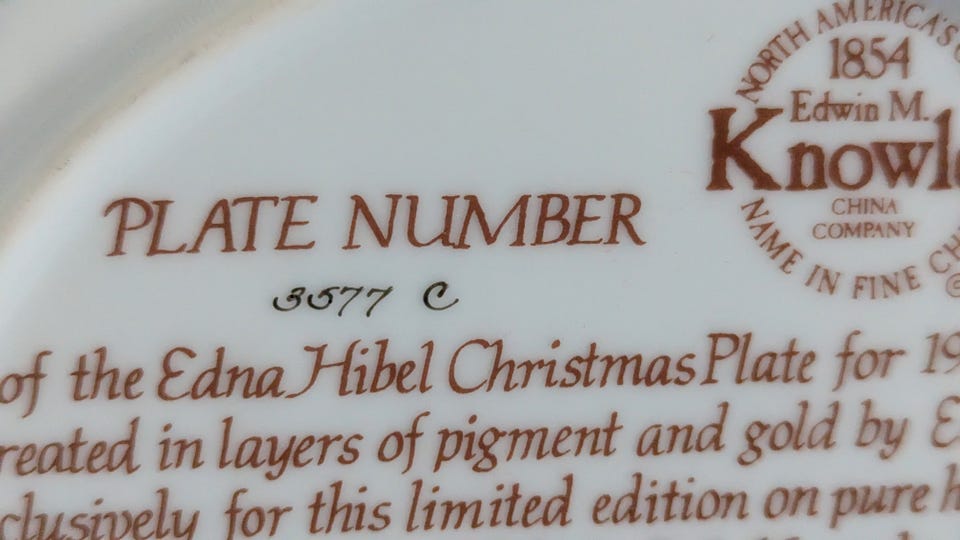 NORTH AMERICA'S
1854
Edwin M.
Knowl
CHINA
COMPANY
NAME IN FINE CHI
©
PLATE NUMBER
3577 C
of the Edna Hibel Christmas Plate for 19
reated in layers of pigment and gold by E
clusively for this limited edition on pure h